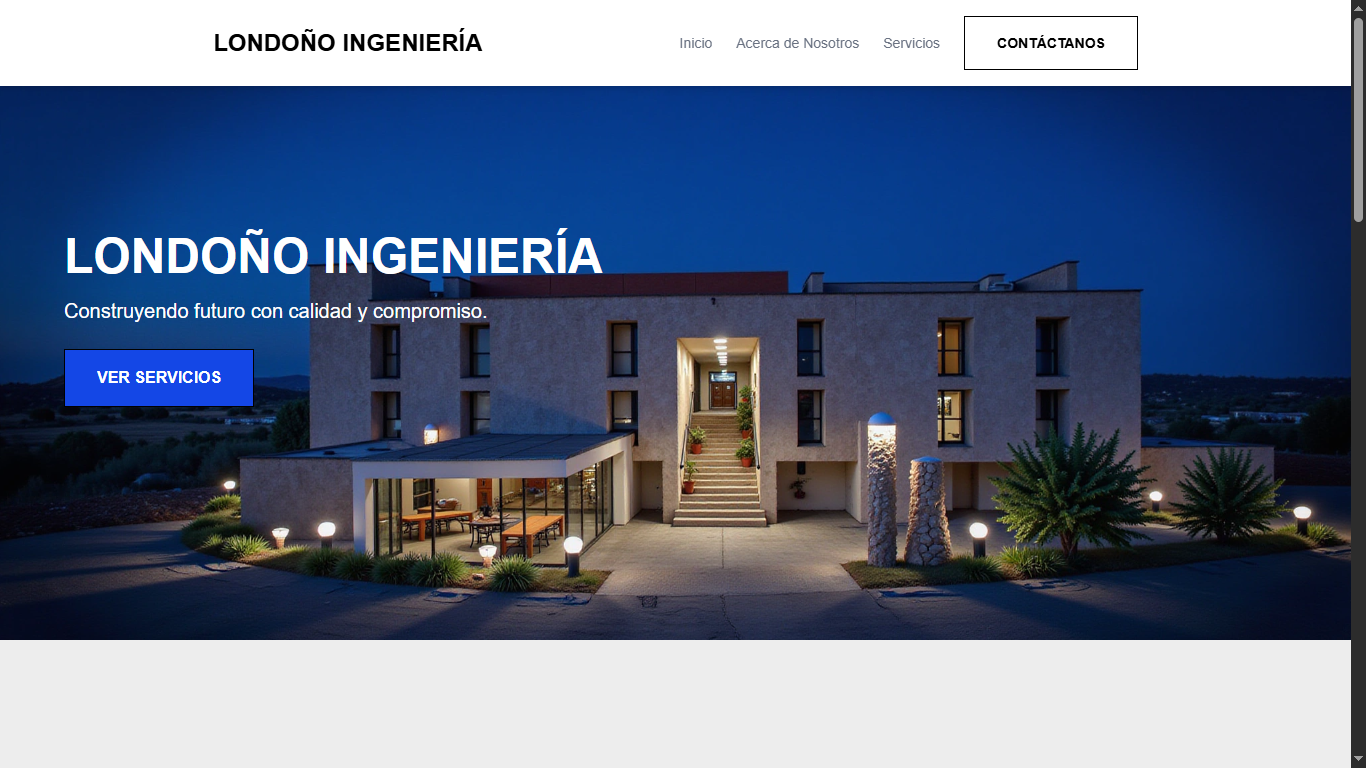 LONDOÑO INGENIERÍA
Inicio
Acerca de Nosotros
Servicios
CONTÁCTANOS
LONDOÑO INGENIERÍA
Construyendo futuro con calidad y compromiso.
VER SERVICIOS